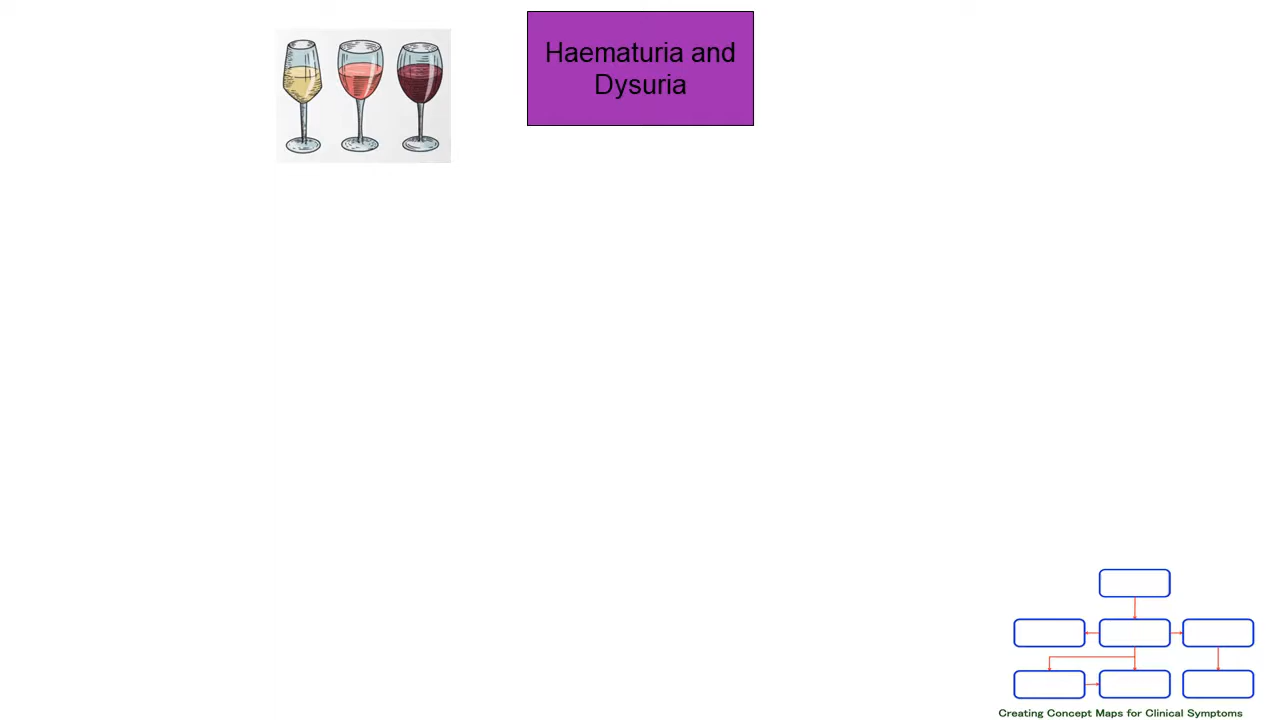 Haematuria and
Dysuria
Creating Concept Maps for Clinical Symptoms